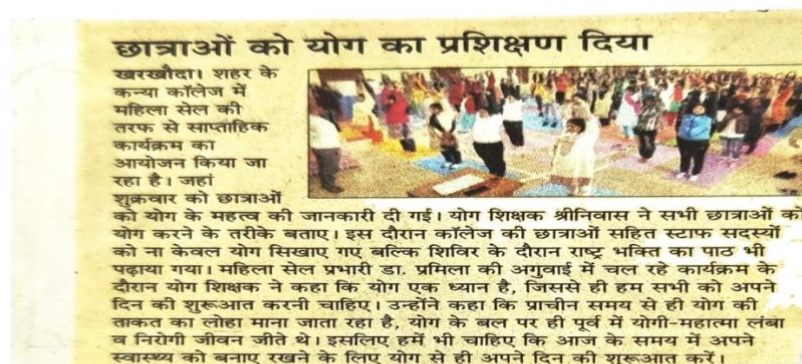 छात्राओं को योग का प्रशिक्षण दिया
खरखौदा। शहर के
कन्या कॉलेज में
महिला सेल की
तरफ से साप्ताहिक
कार्यक्रम का
आयोजन किया जा
रहा है। जहां
शुक्रवार को छात्राओं
को योग के महत्व की जानकारी दी गई। योग शिक्षक श्रीनिवास ने सभी छात्राओं को
योग करने के तरीके बताए। इस दौरान कॉलेज की छात्राओं सहित स्टाफ सदस्यों
को ना केवल योग सिखाए गए बल्कि शिविर के दौरान राष्ट्र भक्ति का पाठ भी
पढ़ाया गया। महिला सेल प्रभारी डा. प्रमिला की अगुवाई में चल रहे कार्यक्रम के
दौरान योग शिक्षक ने कहा कि योग एक ध्यान है, जिससे ही हम सभी को अपने
दिन की शुरूआत करनी चाहिए। उन्होंने कहा कि प्राचीन समय से ही योग की
ताकत का लोहा माना जाता रहा है, योग के बल पर ही पूर्व में योगी-महात्मा लंबा
व निरोगी जीवन जीते थे। इसलिए हमें भी चाहिए कि आज के समय में अपने
स्वास्थ्य को बनाए रखने के लिए योग से ही अपने दिन की शुरूआत करें।